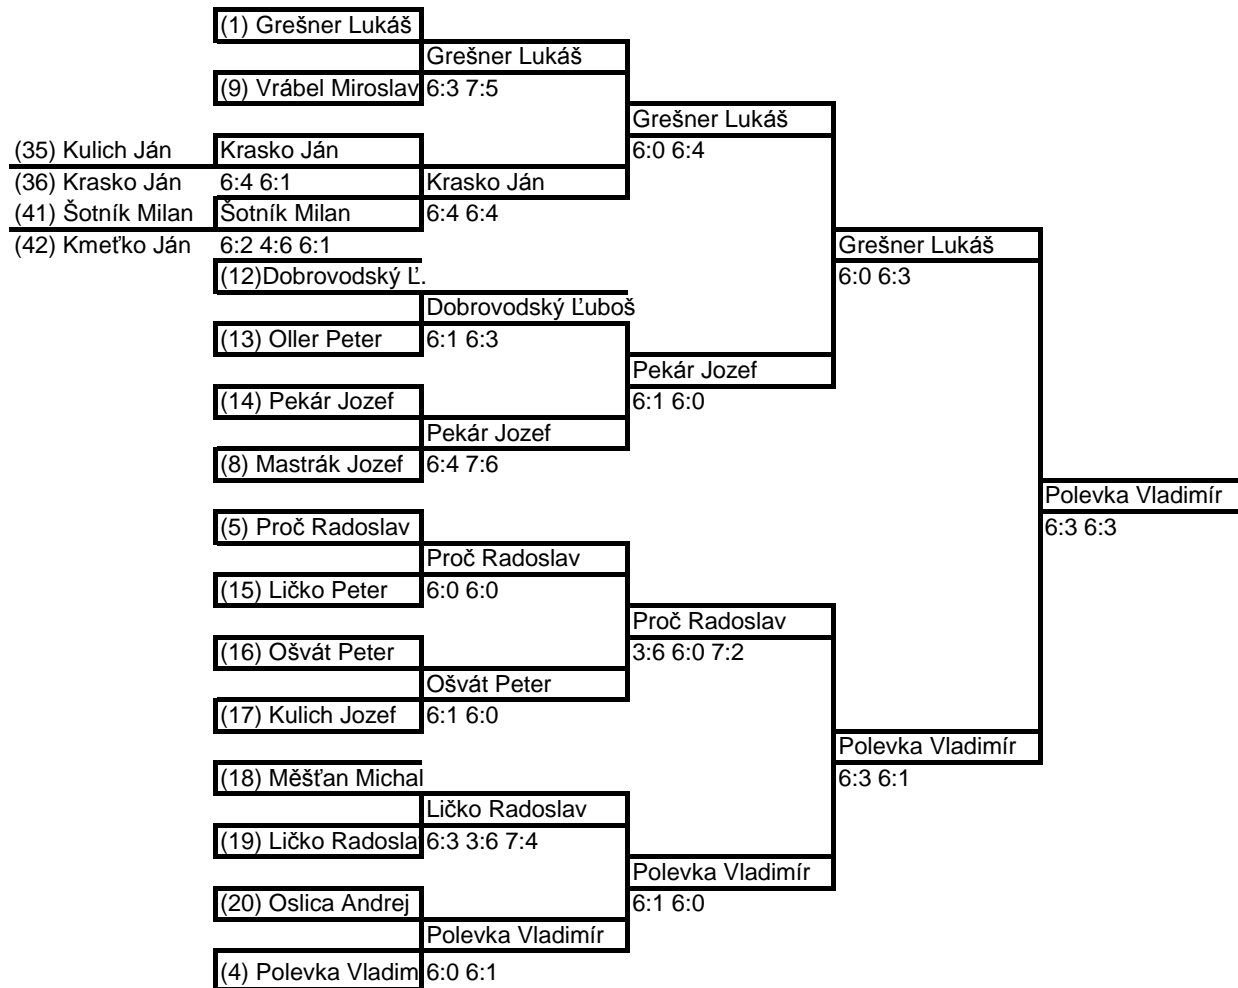 (1) Grešner Lukáš
Grešner Lukáš
(9) Vrábel Miroslav 6:3 7:5
Grešner Lukáš
(35) Kulich Ján Krasko Ján 6:0 6:4
(36) Krasko Ján 6:4 6:1 Krasko Ján
(41) Šotník Milan Šotník Milan 6:4 6:4
(42) Kmeťko Ján 6:2 4:6 6:1 Grešner Lukáš
(12)Dobrovodský Ľ. 6:0 6:3
Dobrovodský Ľuboš
(13) Oller Peter 6:1 6:3
Pekár Jozef
(14) Pekár Jozef 6:1 6:0
Pekár Jozef
(8) Mastrák Jozef 6:4 7:6
Polevka Vladimír
(5) Proč Radoslav 6:3 6:3
Proč Radoslav
(15) Ličko Peter 6:0 6:0
Proč Radoslav
(16) Ošvát Peter 3:6 6:0 7:2
Ošvát Peter
(17) Kulich Jozef 6:1 6:0
Polevka Vladimír
(18) Měšťan Michal 6:3 6:1
Ličko Radoslav
(19) Ličko Radosla 6:3 3:6 7:4
Polevka Vladimír
(20) Oslica Andrej 6:1 6:0
Polevka Vladimír
(4) Polevka Vladim 6:0 6:1